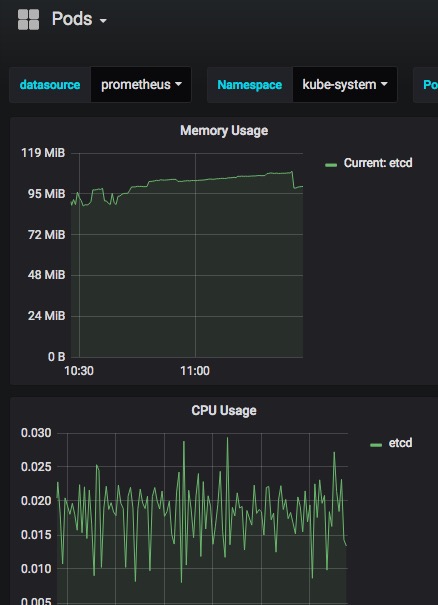 Pods
datasource prometheus Namespace kube-system Po
Memory Usage
119 MiB
Current: etcd
95 MiB
72 MiB
48 MiB
24 MiB
0 B
10:30 11:00
CPU Usage
0.030
etcd
0.025
0.020
0.015
0.010
0.005